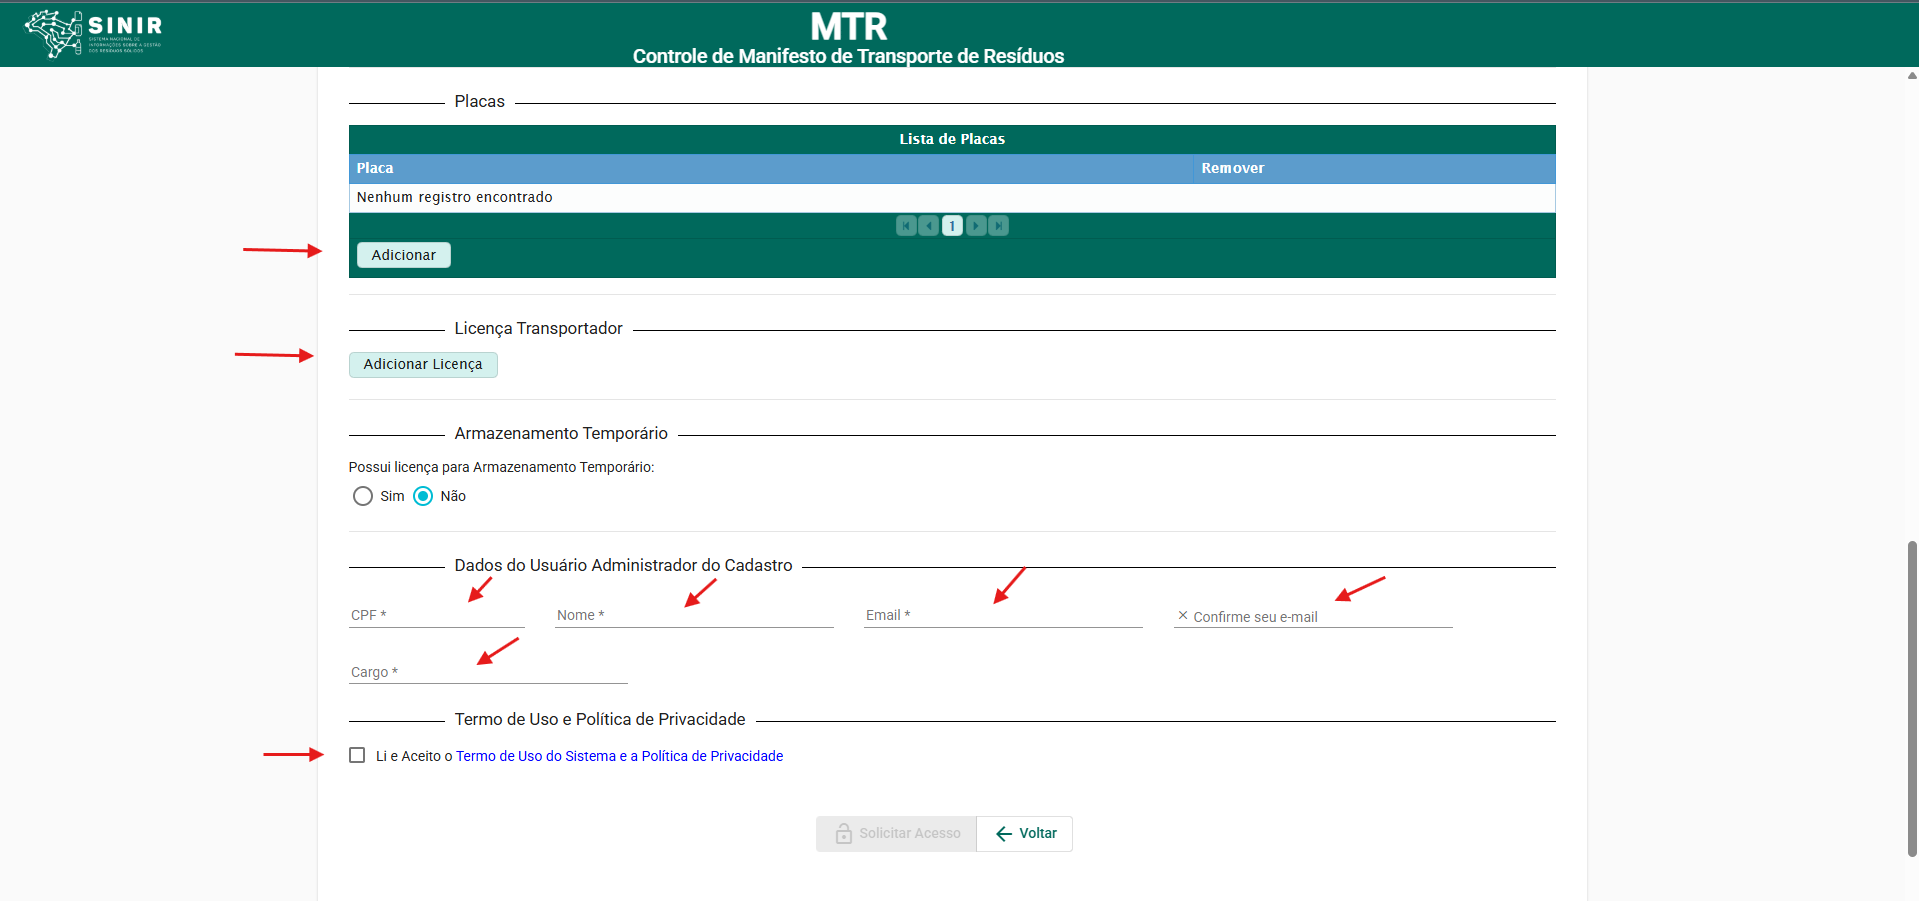 SINIR
SISTEMA NACIONAL DE
INFORMAÇÕES SOBRE A GESTÃO
DOS RESÍDUOS SÓLIDOS
MTR
Controle de Manifesto de Transporte de Resíduos
Placas
Lista de Placas
Placa Remover
Nenhum registro encontrado
1
Adicionar
Licença Transportador
Adicionar Licença
Armazenamento Temporário
Possui licença para Armazenamento Temporário:
Sim Não
Dados do Usuário Administrador do Cadastro
CPF * Nome * Email * Confirme seu e-mail
Cargo *
Termo de Uso e Política de Privacidade
Li e Aceito o Termo de Uso do Sistema e a Política de Privacidade
Solicitar Acesso Voltar